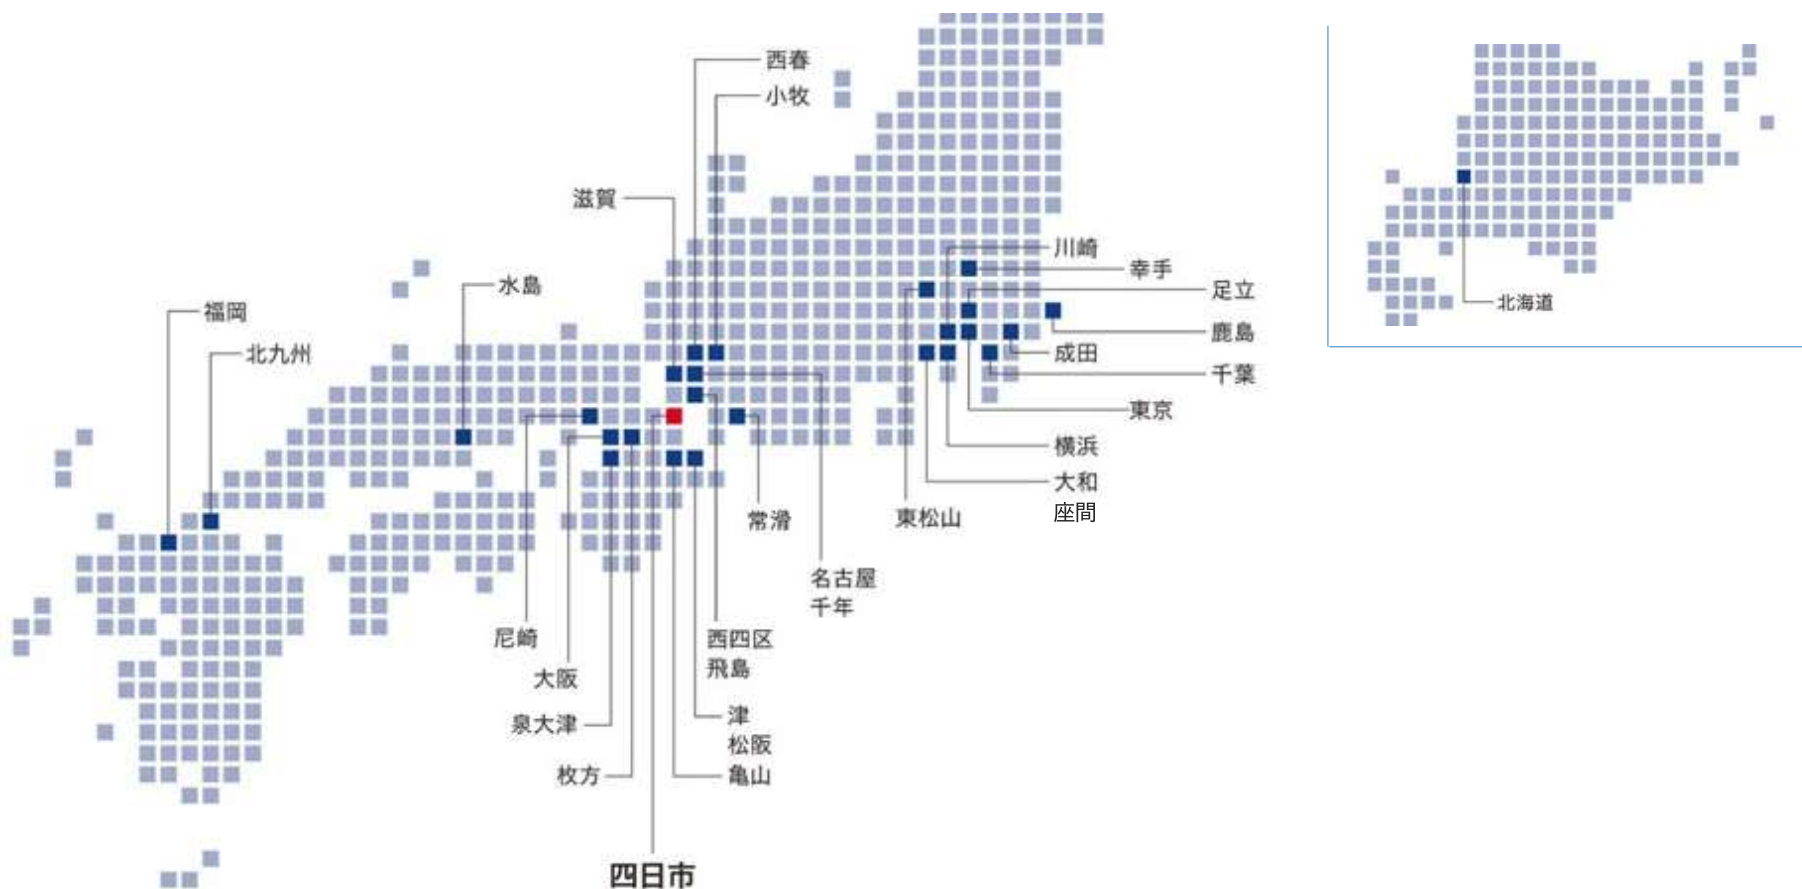 西春
小牧
滋賀
川崎
幸手
水島
足立
北海道
福岡
鹿島
北九州
成田
千葉
東京
横浜
大和
座間
東松山
常滑
名古屋
千年
尼崎
西四区
飛島
大阪
泉大津
津
松阪
枚方
亀山
四日市